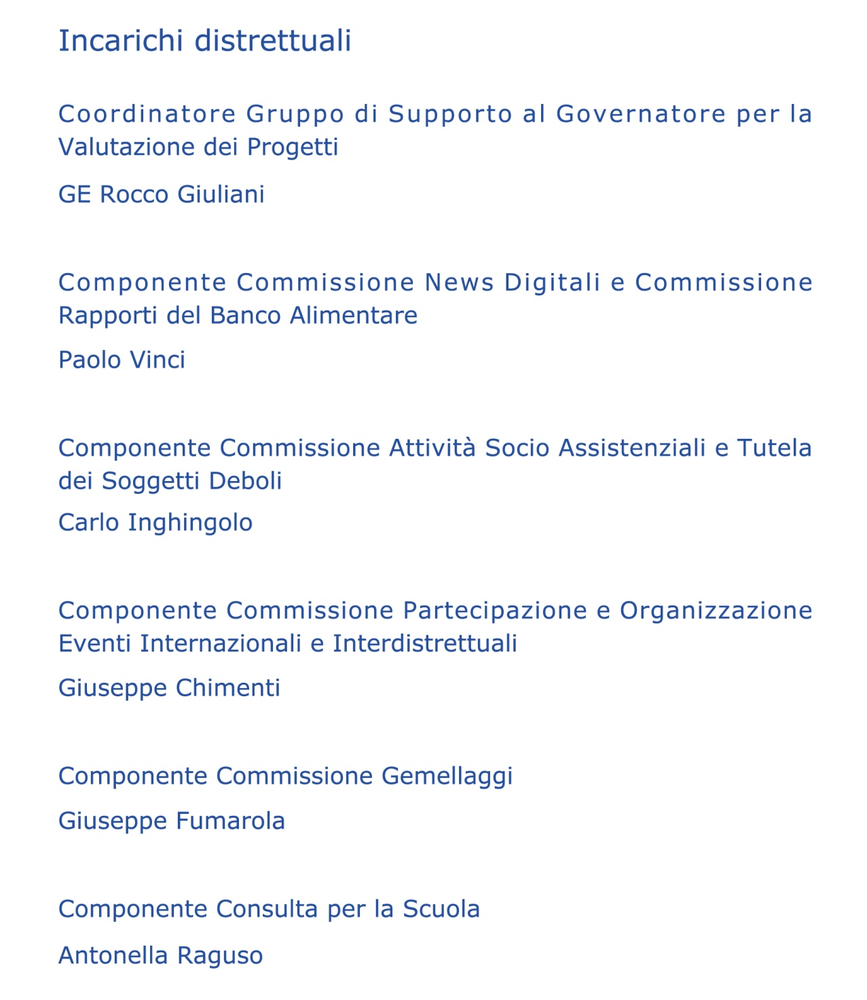 Incarichi distrettuali
Coordinatore Gruppo di Supporto al Governatore per la
Valutazione dei Progetti
GE Rocco Giuliani
Componente Commissione News Digitali e Commissione
Rapporti del Banco Alimentare
Paolo Vinci
Componente Commissione Attività Socio Assistenziali e Tutela
dei Soggetti Deboli
Carlo Inghingolo
Componente Commissione Partecipazione e Organizzazione
Eventi Internazionali e Interdistrettuali
Giuseppe Chimenti
Componente Commissione Gemellaggi
Giuseppe Fumarola
Componente Consulta per la Scuola
Antonella Raguso